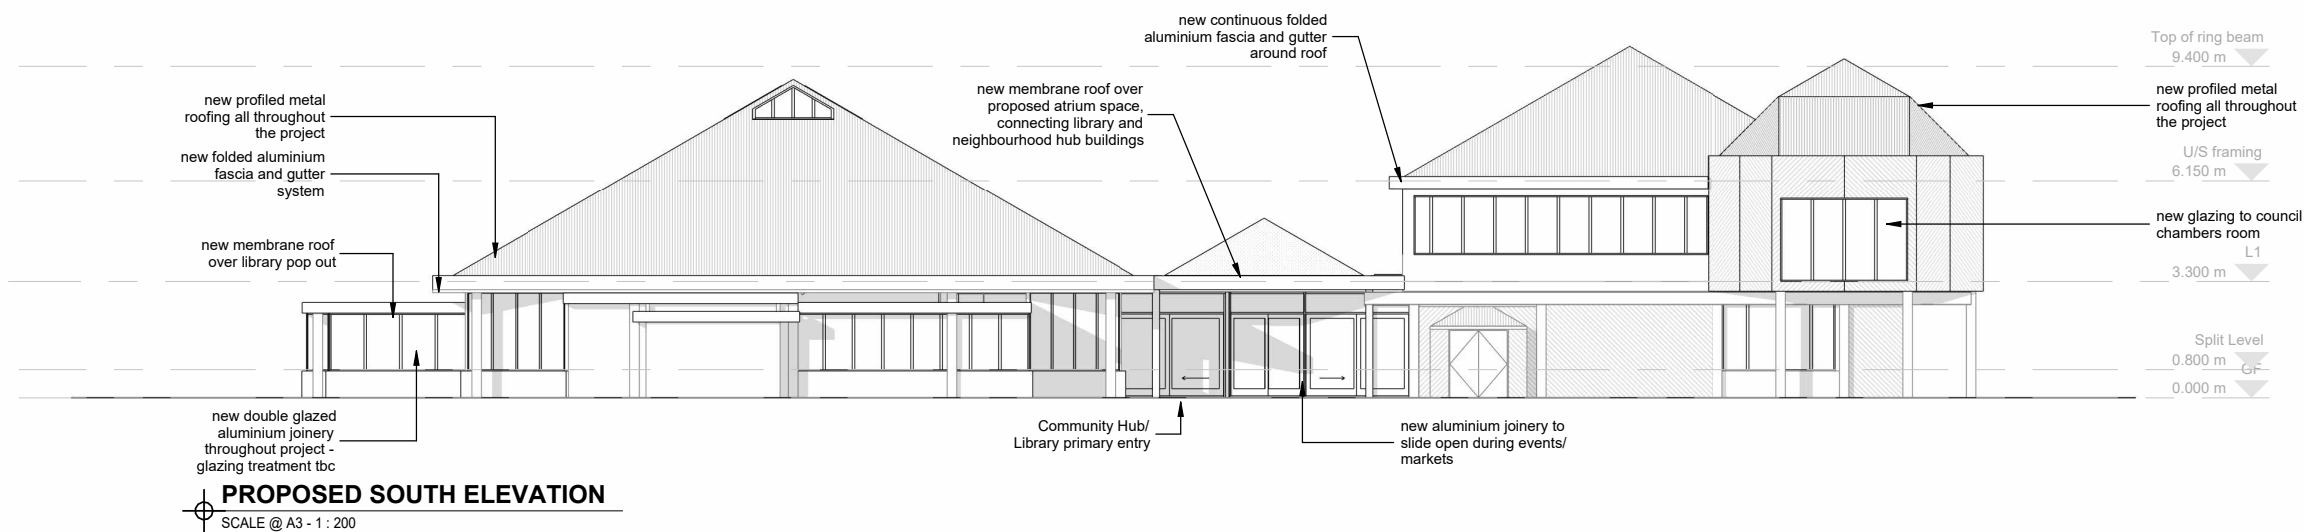 new continuous folded
aluminium fascia and gutter
around roof
Top of ring beam
9.400 m
new membrane roof over
proposed atrium space,
connecting library and
neighbourhood hub buildings
new profiled metal
roofing all throughout
the project
new profiled metal
roofing all throughout
the project
new folded aluminium
fascia and gutter
system
U/S framing
6.150 m
new glazing to council
chambers room
new membrane roof
over library pop out
L1
3.300 m
Split Level
0.800 m
GF
0.000 m
new double glazed
aluminium joinery
throughout project -
glazing treatment tbc
Community Hub/
Library primary entry
new aluminium joinery to
slide open during events/
markets
PROPOSED SOUTH ELEVATION
SCALE @ A3 - 1 : 200